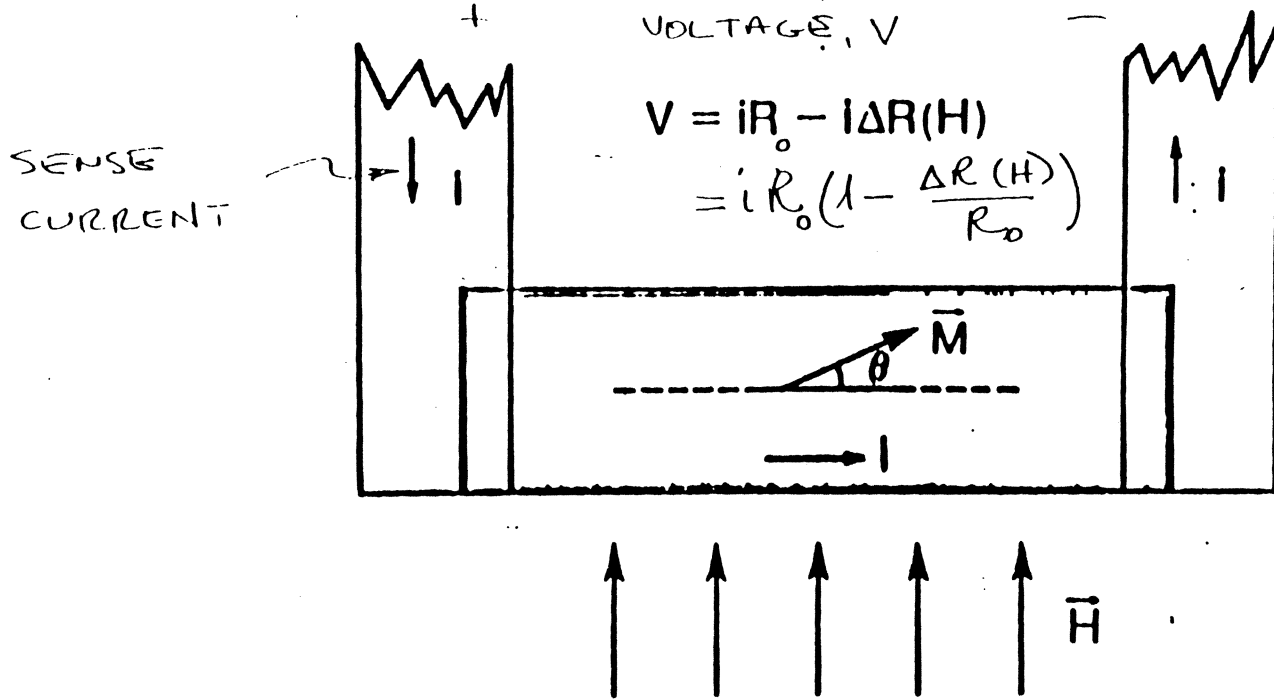 + VOLTAGE, V −
V = iR₀ − iΔR(H)
= iR₀(1 − ΔR(H)/R₀)
SENSE
CURRENT
I
I
M⃗
θ
I
H⃗